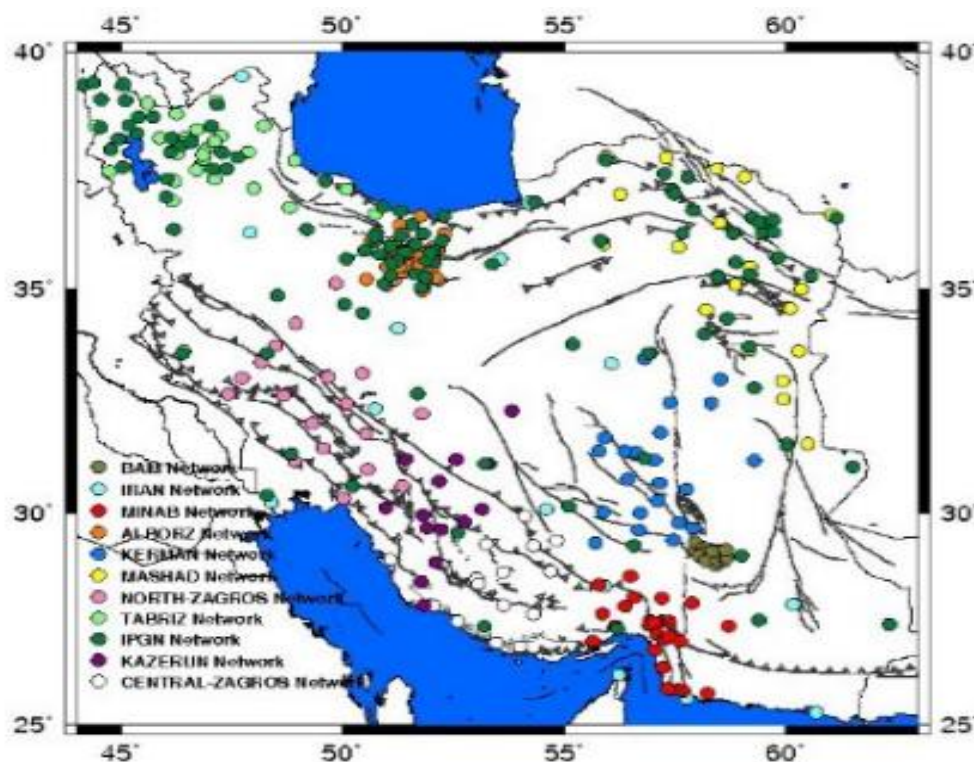 45° 50° 55° 60°
40° 40°
35° 35°
BAM Network
IRAN Network
MINAB Network
30° 30°
ALBORZ Network
KERMAN Network
MASHAD Network
NORTH-ZAGROS Network
TABRIZ Network
IPGN Network
KAZERUN Network
CENTRAL-ZAGROS Network
25° 25°
45° 50° 55° 60°